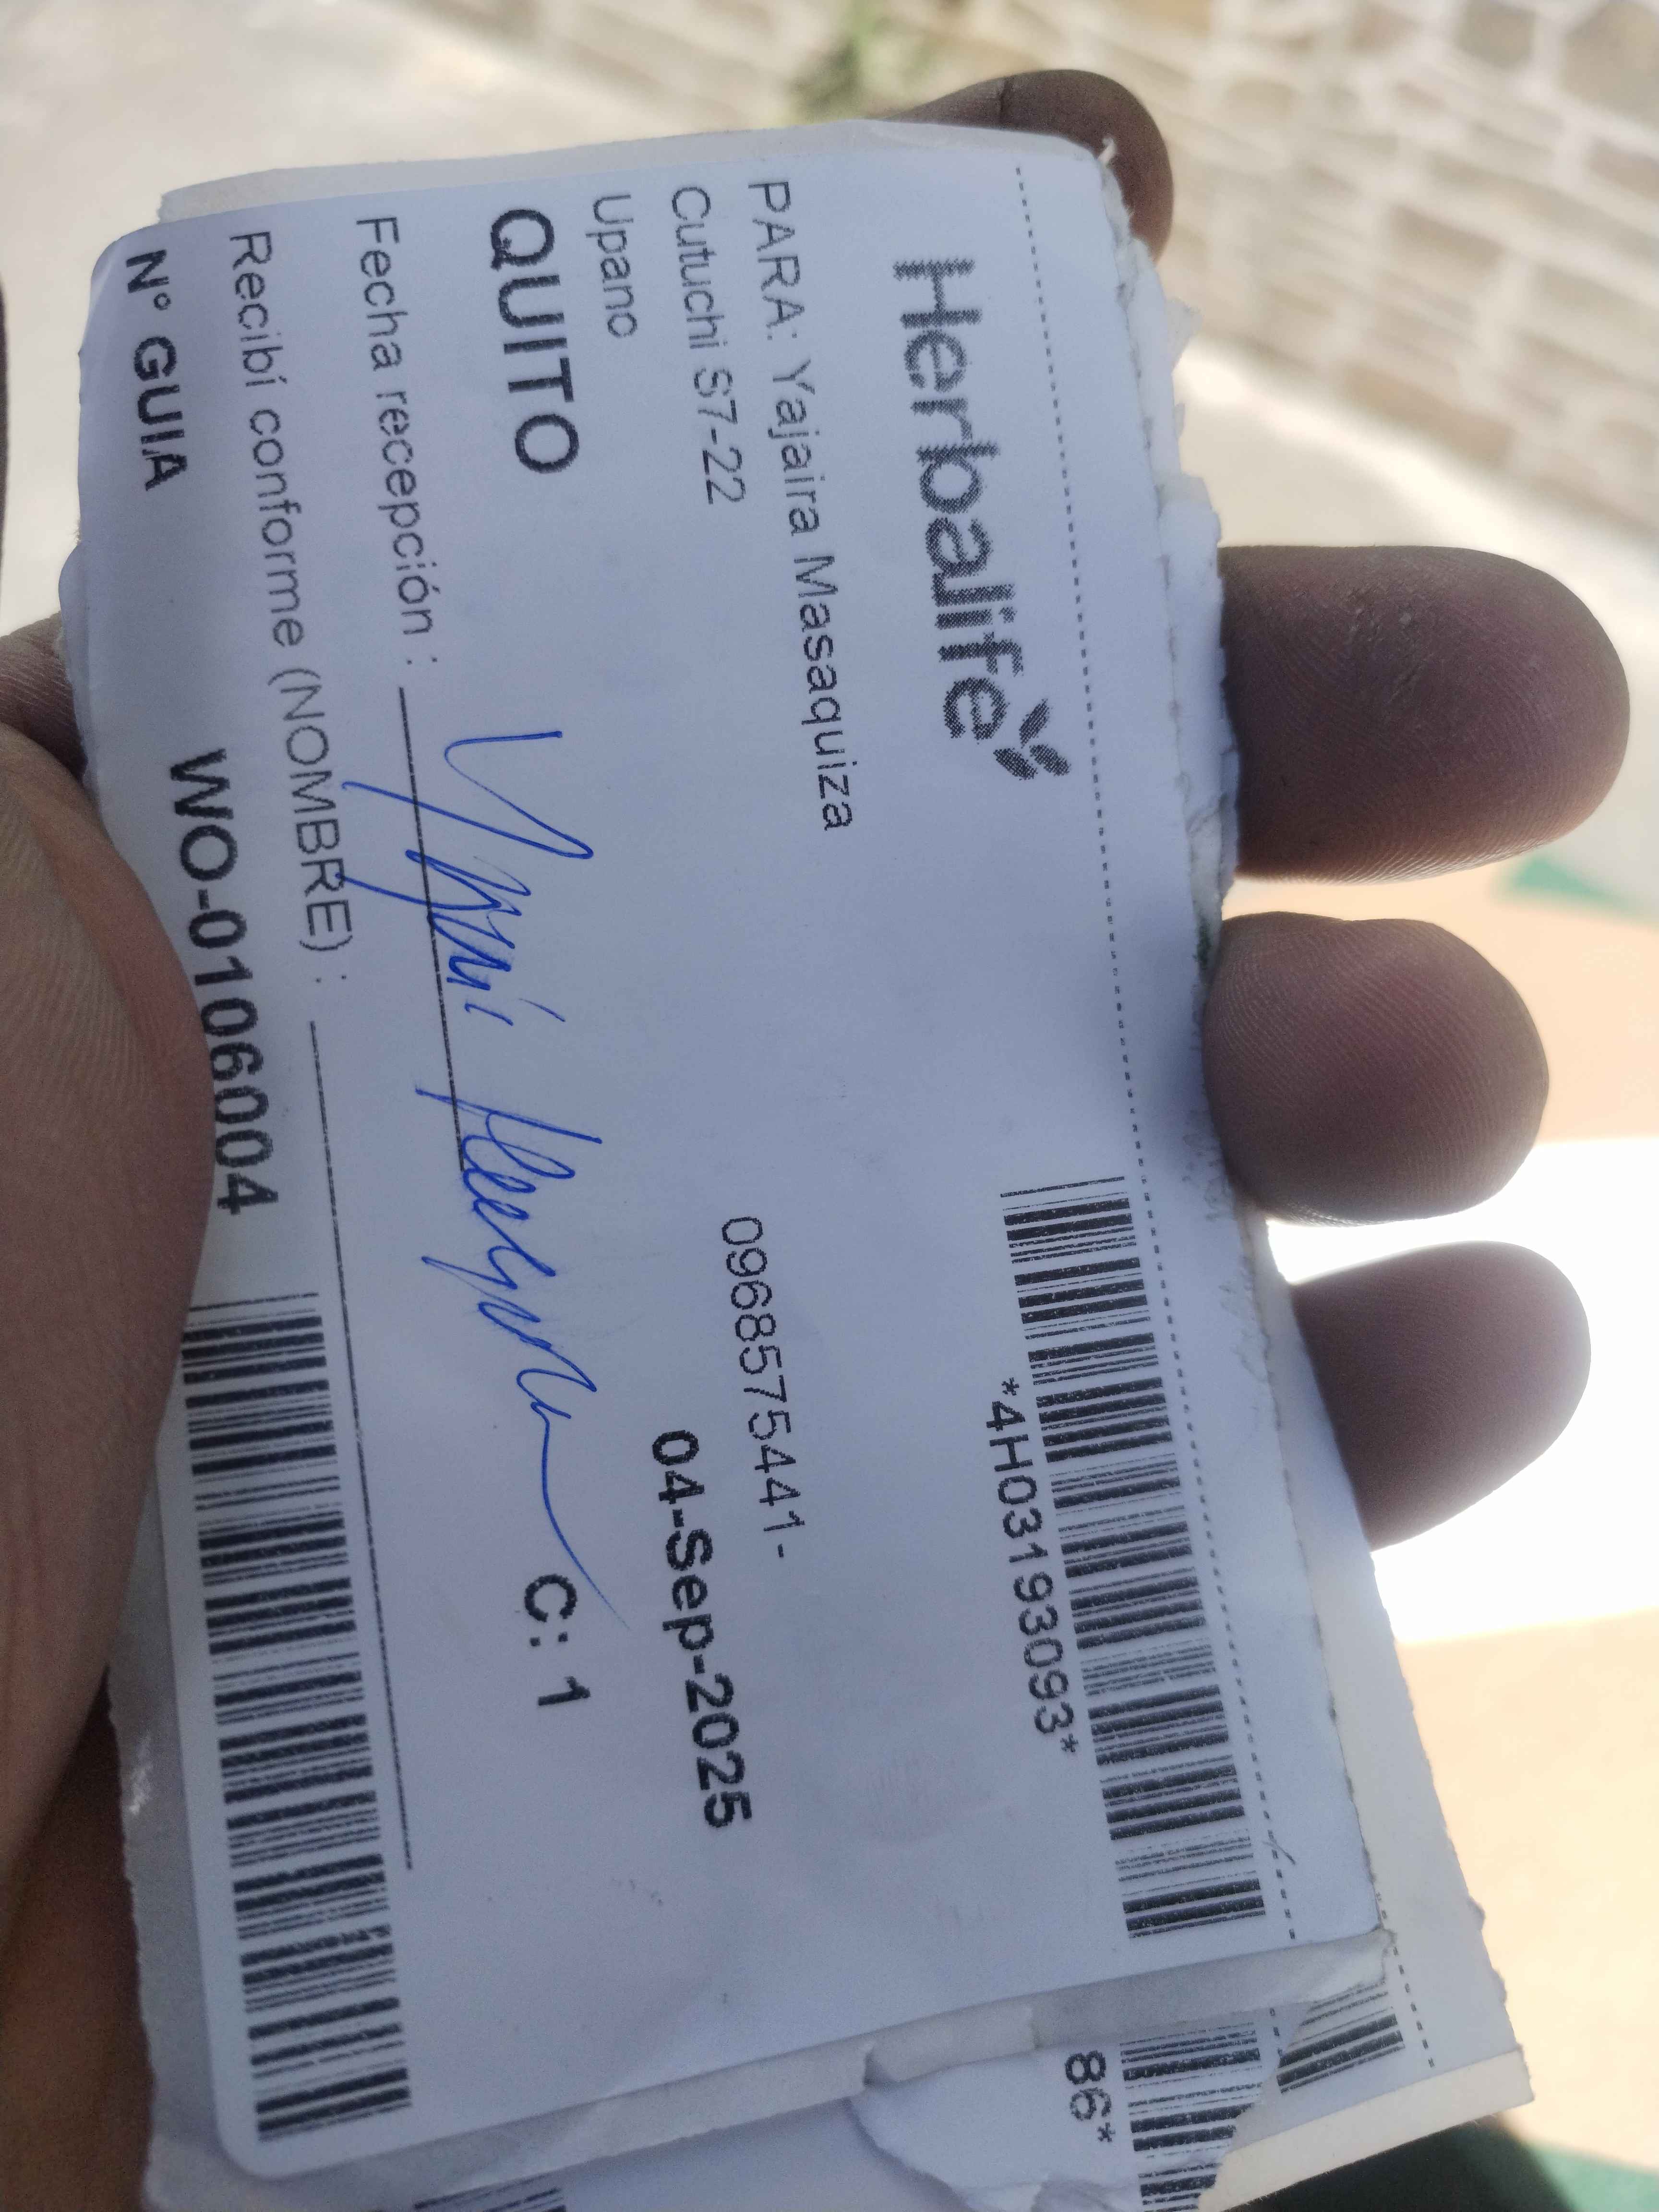 Herbalife
*4H03193093*
PARA: Yajaira Masaquiza
Cutuchi S7-22
0968575441-
Upano
04-Sep-2025
QUITO
C: 1
Fecha recepción :
Recibí conforme (NOMBRE) :
N° GUIA
WO-0106004
86*